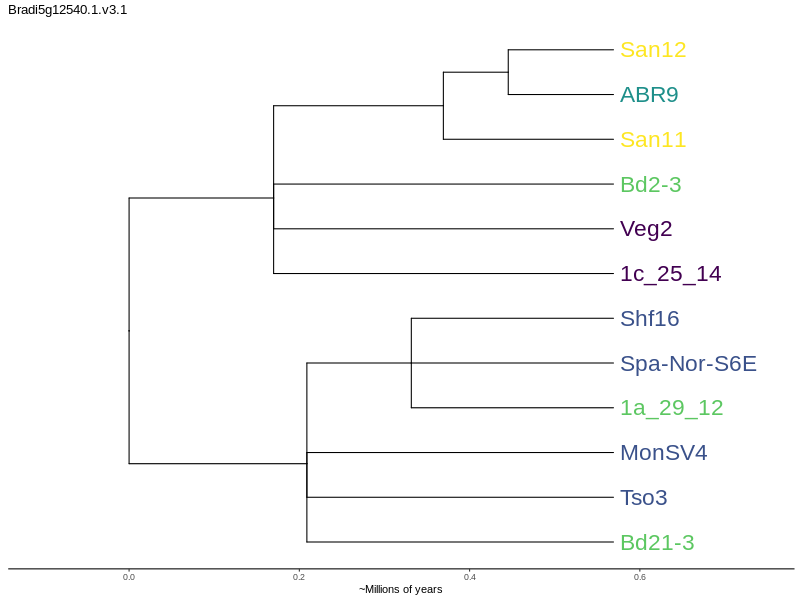 Bradi5g12540.1.v3.1
San12
ABR9
San11
Bd2-3
Veg2
1c_25_14
Shf16
Spa-Nor-S6E
1a_29_12
MonSV4
Tso3
Bd21-3
0.0 0.2 0.4 0.6
~Millions of years